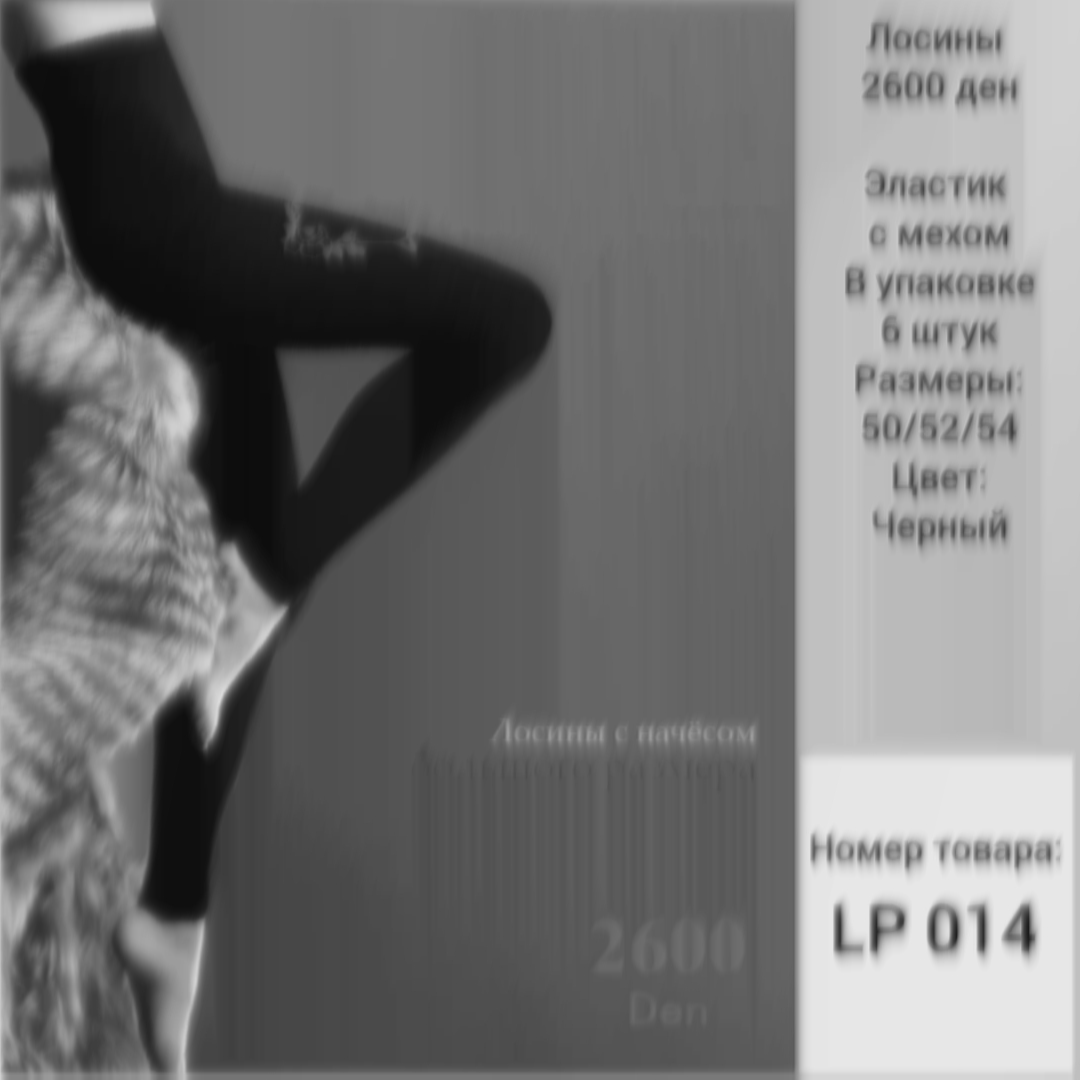 Лосины
2600 ден
Эластик
с мехом
В упаковке
6 штук
Размеры:
50/52/54
Цвет:
Черный
Лосины с начёсом
2600
Den
Номер товара:
LP 014